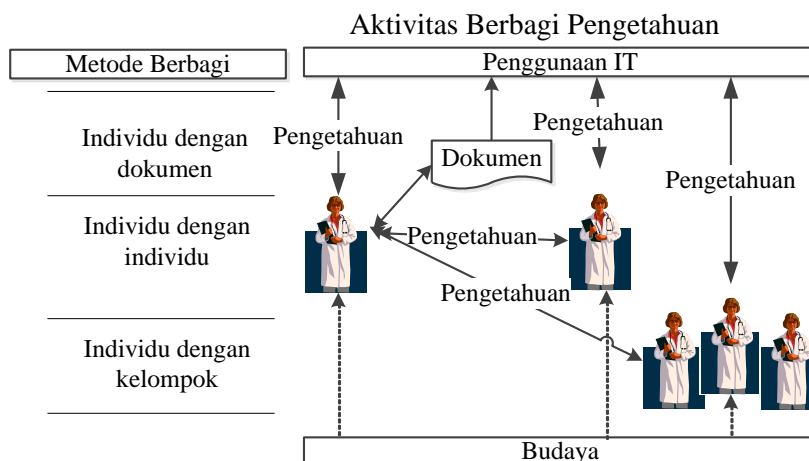 Aktivitas Berbagi Pengetahuan
Metode Berbagi
Penggunaan IT
Individu dengan
dokumen
Pengetahuan
Dokumen
Pengetahuan
Pengetahuan
Individu dengan
individu
Pengetahuan
Pengetahuan
Individu dengan
kelompok
Budaya